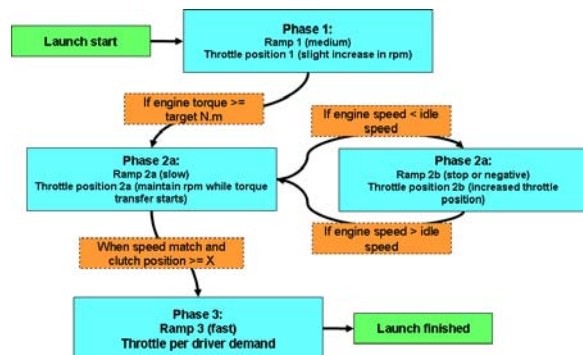 Phase 1:
Launch start
Ramp 1 (medium)
Throttle position 1 (slight increase in rpm)
If engine torque >=
target N.m
If engine speed < idle
speed
Phase 2a:
Ramp 2a (slow)
Throttle position 2a (maintain rpm while torque
transfer starts)
Phase 2a:
Ramp 2b (stop or negative)
Throttle position 2b (increased throttle
position)
If engine speed > idle
speed
When speed match and
clutch position >= X
Phase 3:
Ramp 3 (fast)
Throttle per driver demand
Launch finished